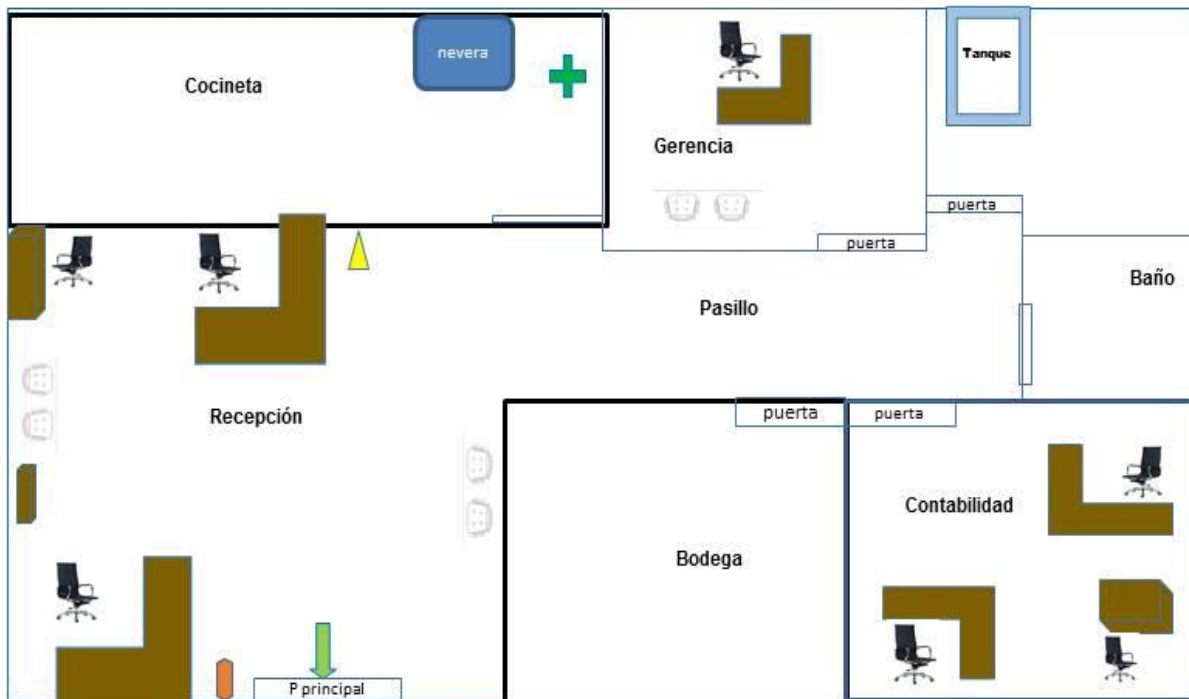 nevera
Tanque
Cocineta
Gerencia
puerta
puerta
Baño
Pasillo
Recepción
puerta
puerta
Contabilidad
Bodega
P principal